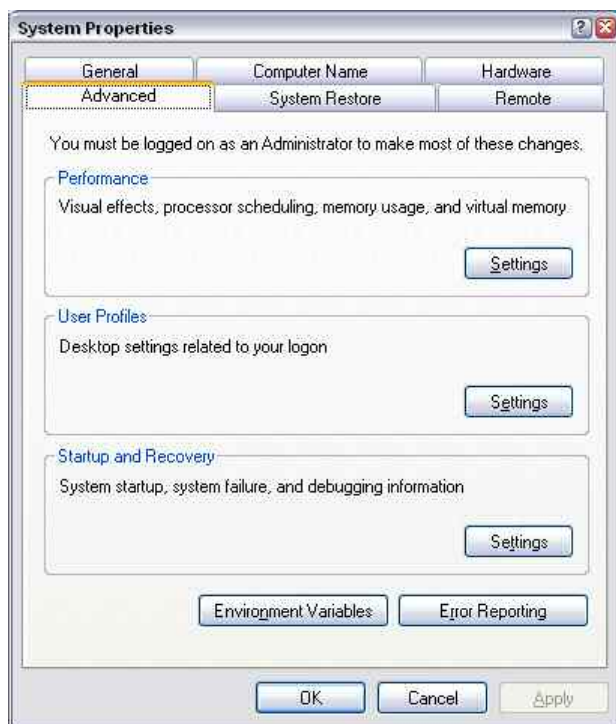 System Properties
General Computer Name Hardware
Advanced System Restore Remote
You must be logged on as an Administrator to make most of these changes.
Performance
Visual effects, processor scheduling, memory usage, and virtual memory
Settings
User Profiles
Desktop settings related to your logon
Settings
Startup and Recovery
System startup, system failure, and debugging information
Settings
Environment Variables Error Reporting
OK Cancel Apply